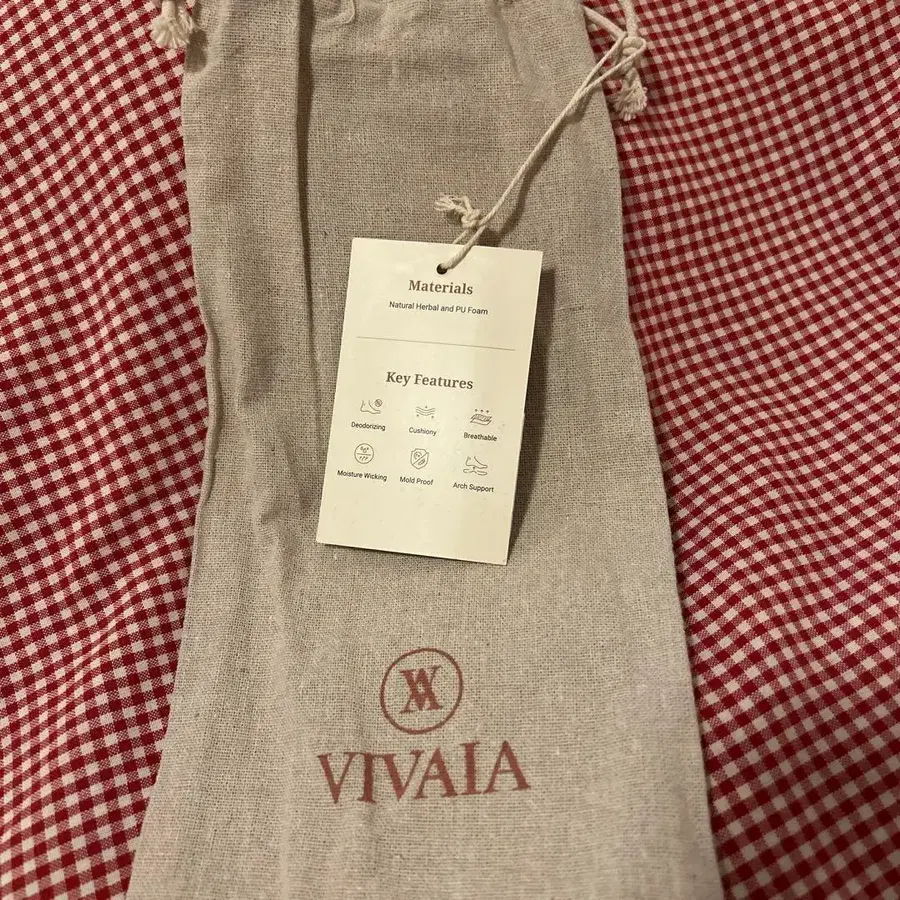 Materials
Natural Herbal and PU Foam
Key Features
Deodorizing Cushiony Breathable
Moisture Wicking Mold Proof Arch Support
VIVAIA